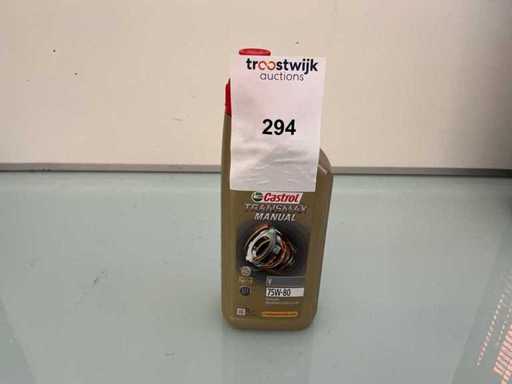 troostwijk
auctions
294
Castrol
TRANSMAX
MANUAL
V
75W-80